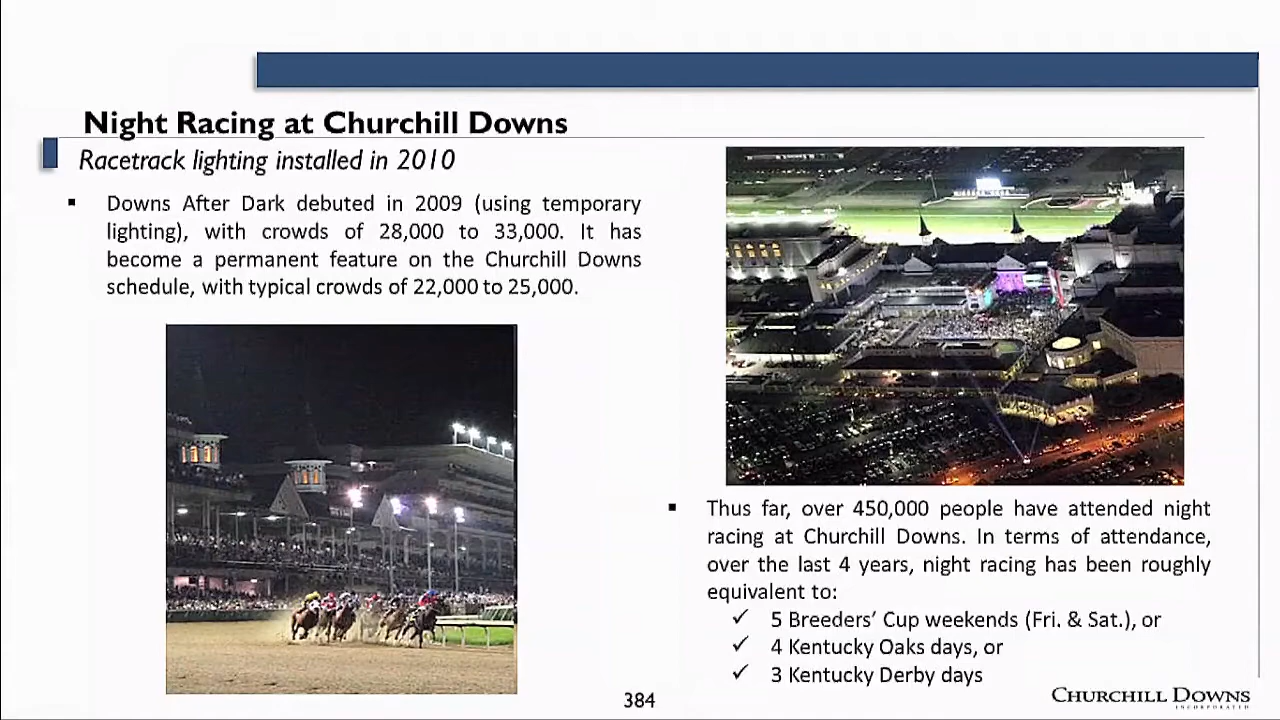 Night Racing at Churchill Downs
Racetrack lighting installed in 2010
▪ Downs After Dark debuted in 2009 (using temporary
lighting), with crowds of 28,000 to 33,000. It has
become a permanent feature on the Churchill Downs
schedule, with typical crowds of 22,000 to 25,000.
▪ Thus far, over 450,000 people have attended night
racing at Churchill Downs. In terms of attendance,
over the last 4 years, night racing has been roughly
equivalent to:
✓ 5 Breeders’ Cup weekends (Fri. & Sat.), or
✓ 4 Kentucky Oaks days, or
✓ 3 Kentucky Derby days
384
CHURCHILL DOWNS
INCORPORATED